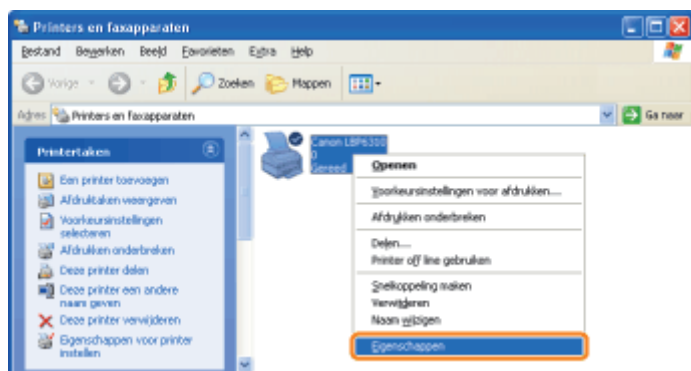 Printers en faxapparaten
Bestand Bewerken Beeld Favorieten Extra Help
Vorige Zoeken Mappen
Adres Printers en faxapparaten Ga naar
Printertaken
Een printer toevoegen
Afdruktaken weergeven
Voorkeursinstellingen
selecteren
Afdrukken onderbreken
Deze printer delen
Deze printer een andere
naam geven
Deze printer verwijderen
Eigenschappen voor printer
instellen
Canon LBP6310
0
Gereed
Openen
Voorkeursinstellingen voor afdrukken...
Afdrukken onderbreken
Delen...
Printer off line gebruiken
Snelkoppeling maken
Verwijderen
Naam wijzigen
Eigenschappen